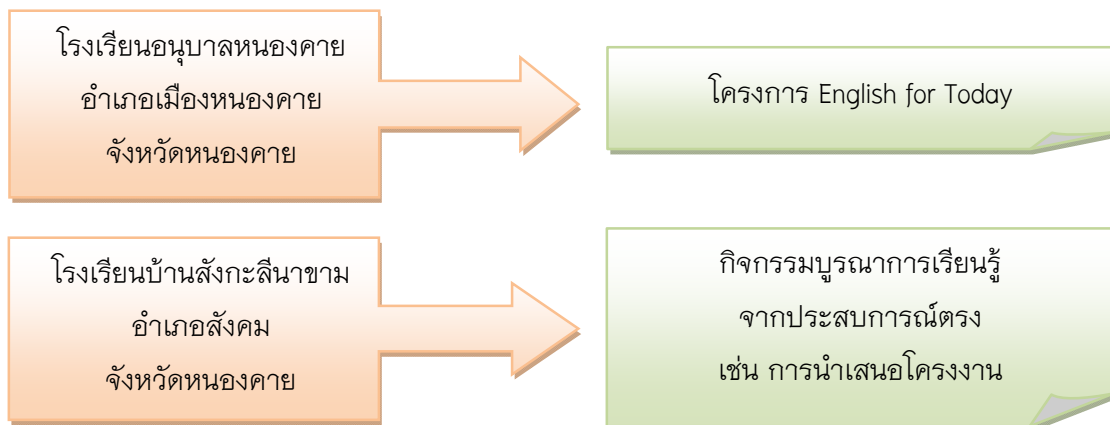 โรงเรียนอนุบาลหนองคาย
อำเภอเมืองหนองคาย
จังหวัดหนองคาย
โครงการ English for Today
โรงเรียนบ้านสังกะลีนาขาม
อำเภอสังคม
จังหวัดหนองคาย
กิจกรรมบูรณาการเรียนรู้
จากประสบการณ์ตรง
เช่น การนำเสนอโครงงาน